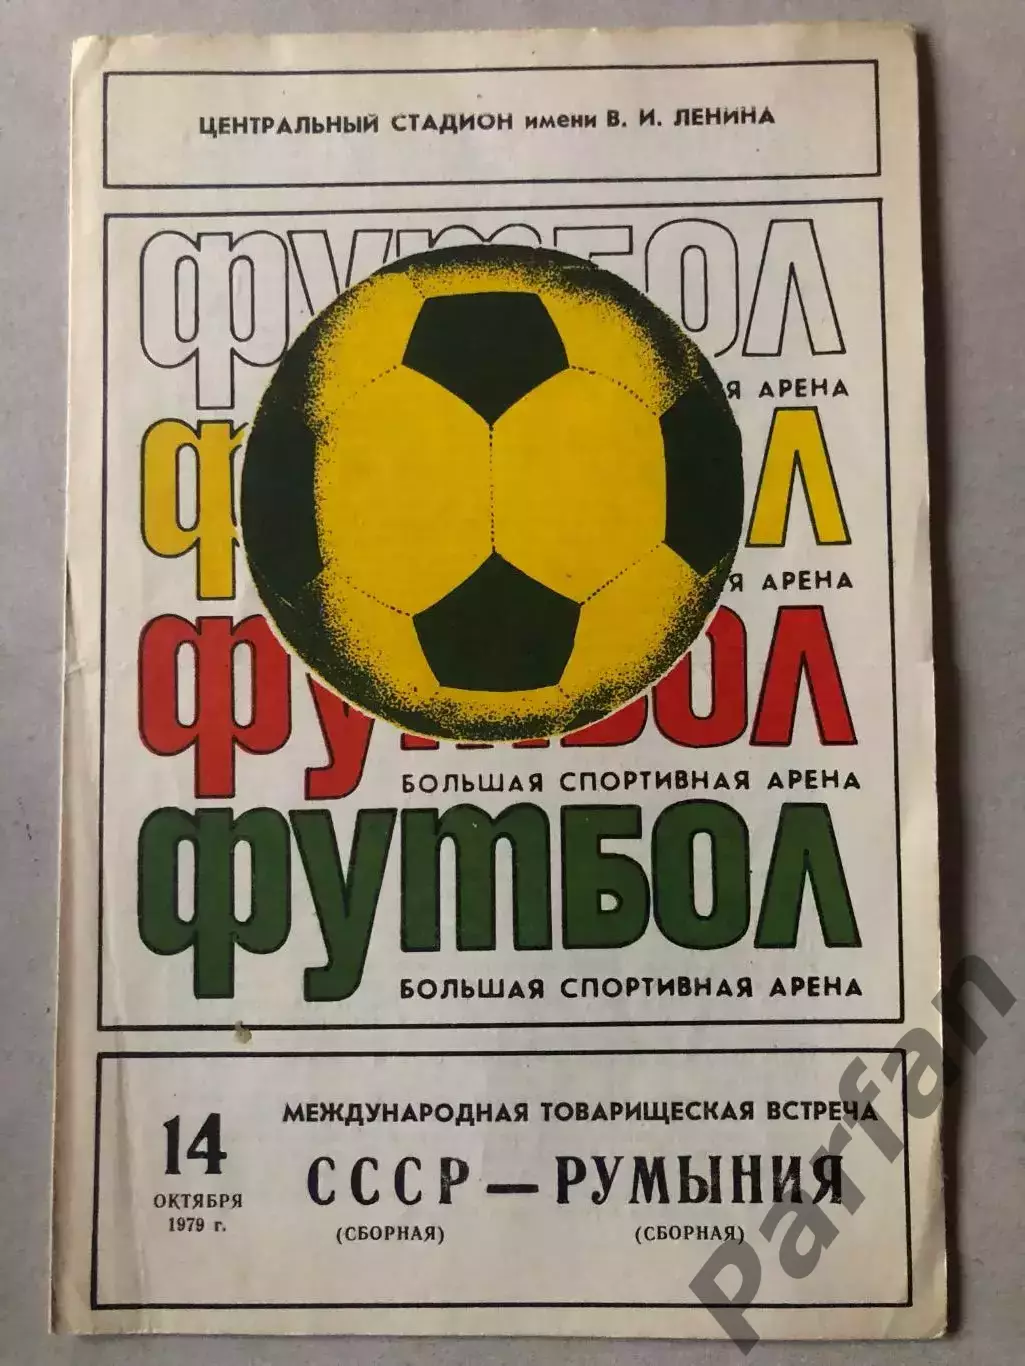 ЦЕНТРАЛЬНЫЙ СТАДИОН имени В. И. ЛЕНИНА
ФУТБОЛ
АРЕНА
Л
АРЕНА
ФУТБОЛ
БОЛЬШАЯ СПОРТИВНАЯ АРЕНА
ФУТБОЛ
БОЛЬШАЯ СПОРТИВНАЯ АРЕНА
14
ОКТЯБРЯ
1979 г.
МЕЖДУНАРОДНАЯ ТОВАРИЩЕСКАЯ ВСТРЕЧА
СССР — РУМЫНИЯ
(СБОРНАЯ) (СБОРНАЯ)
Parfan